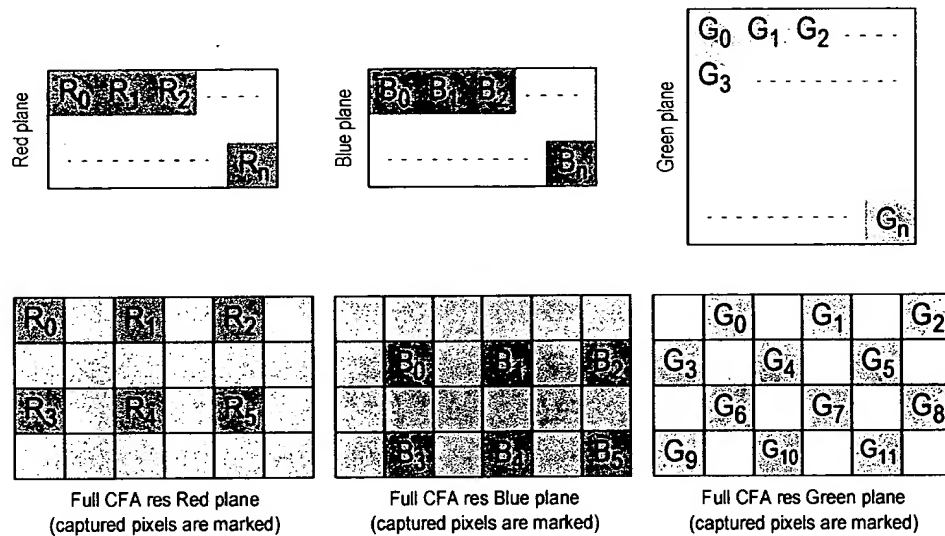 Red plane
R0 R1 R2
Rn
Blue plane
B0 B1 B2
Bn
Green plane
G0 G1 G2
G3
Gn
R0 R1 R2
R3 R4 R5
Full CFA res Red plane
(captured pixels are marked)
B0 B1 B2
B3 B4 B5
Full CFA res Blue plane
(captured pixels are marked)
G0 G1 G2
G3 G4 G5
G6 G7 G8
G9 G10 G11
Full CFA res Green plane
(captured pixels are marked)